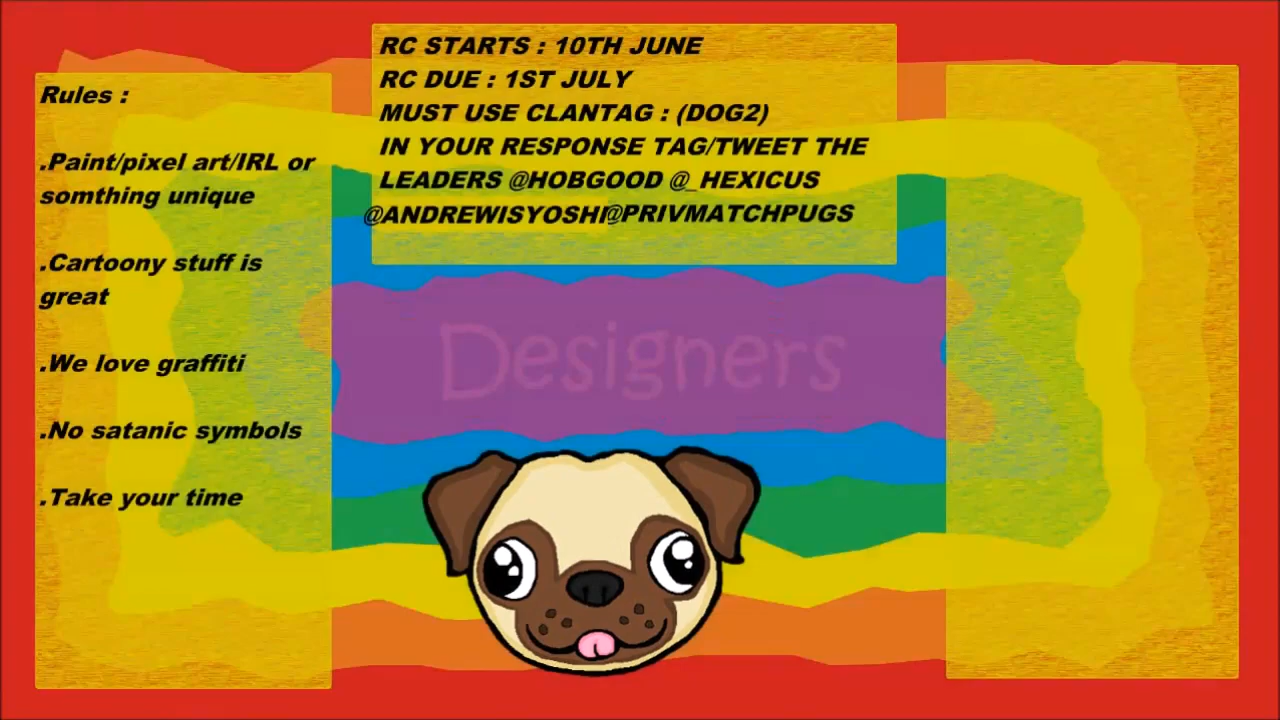 Rules :
.Paint/pixel art/IRL or
somthing unique
.Cartoony stuff is
great
.We love graffiti
.No satanic symbols
.Take your time
RC STARTS : 10TH JUNE
RC DUE : 1ST JULY
MUST USE CLANTAG : (DOG2)
IN YOUR RESPONSE TAG/TWEET THE
LEADERS @HOBGOOD @_HEXICUS
@ANDREWISYOSHI@PRIVMATCHPUGS
Designers